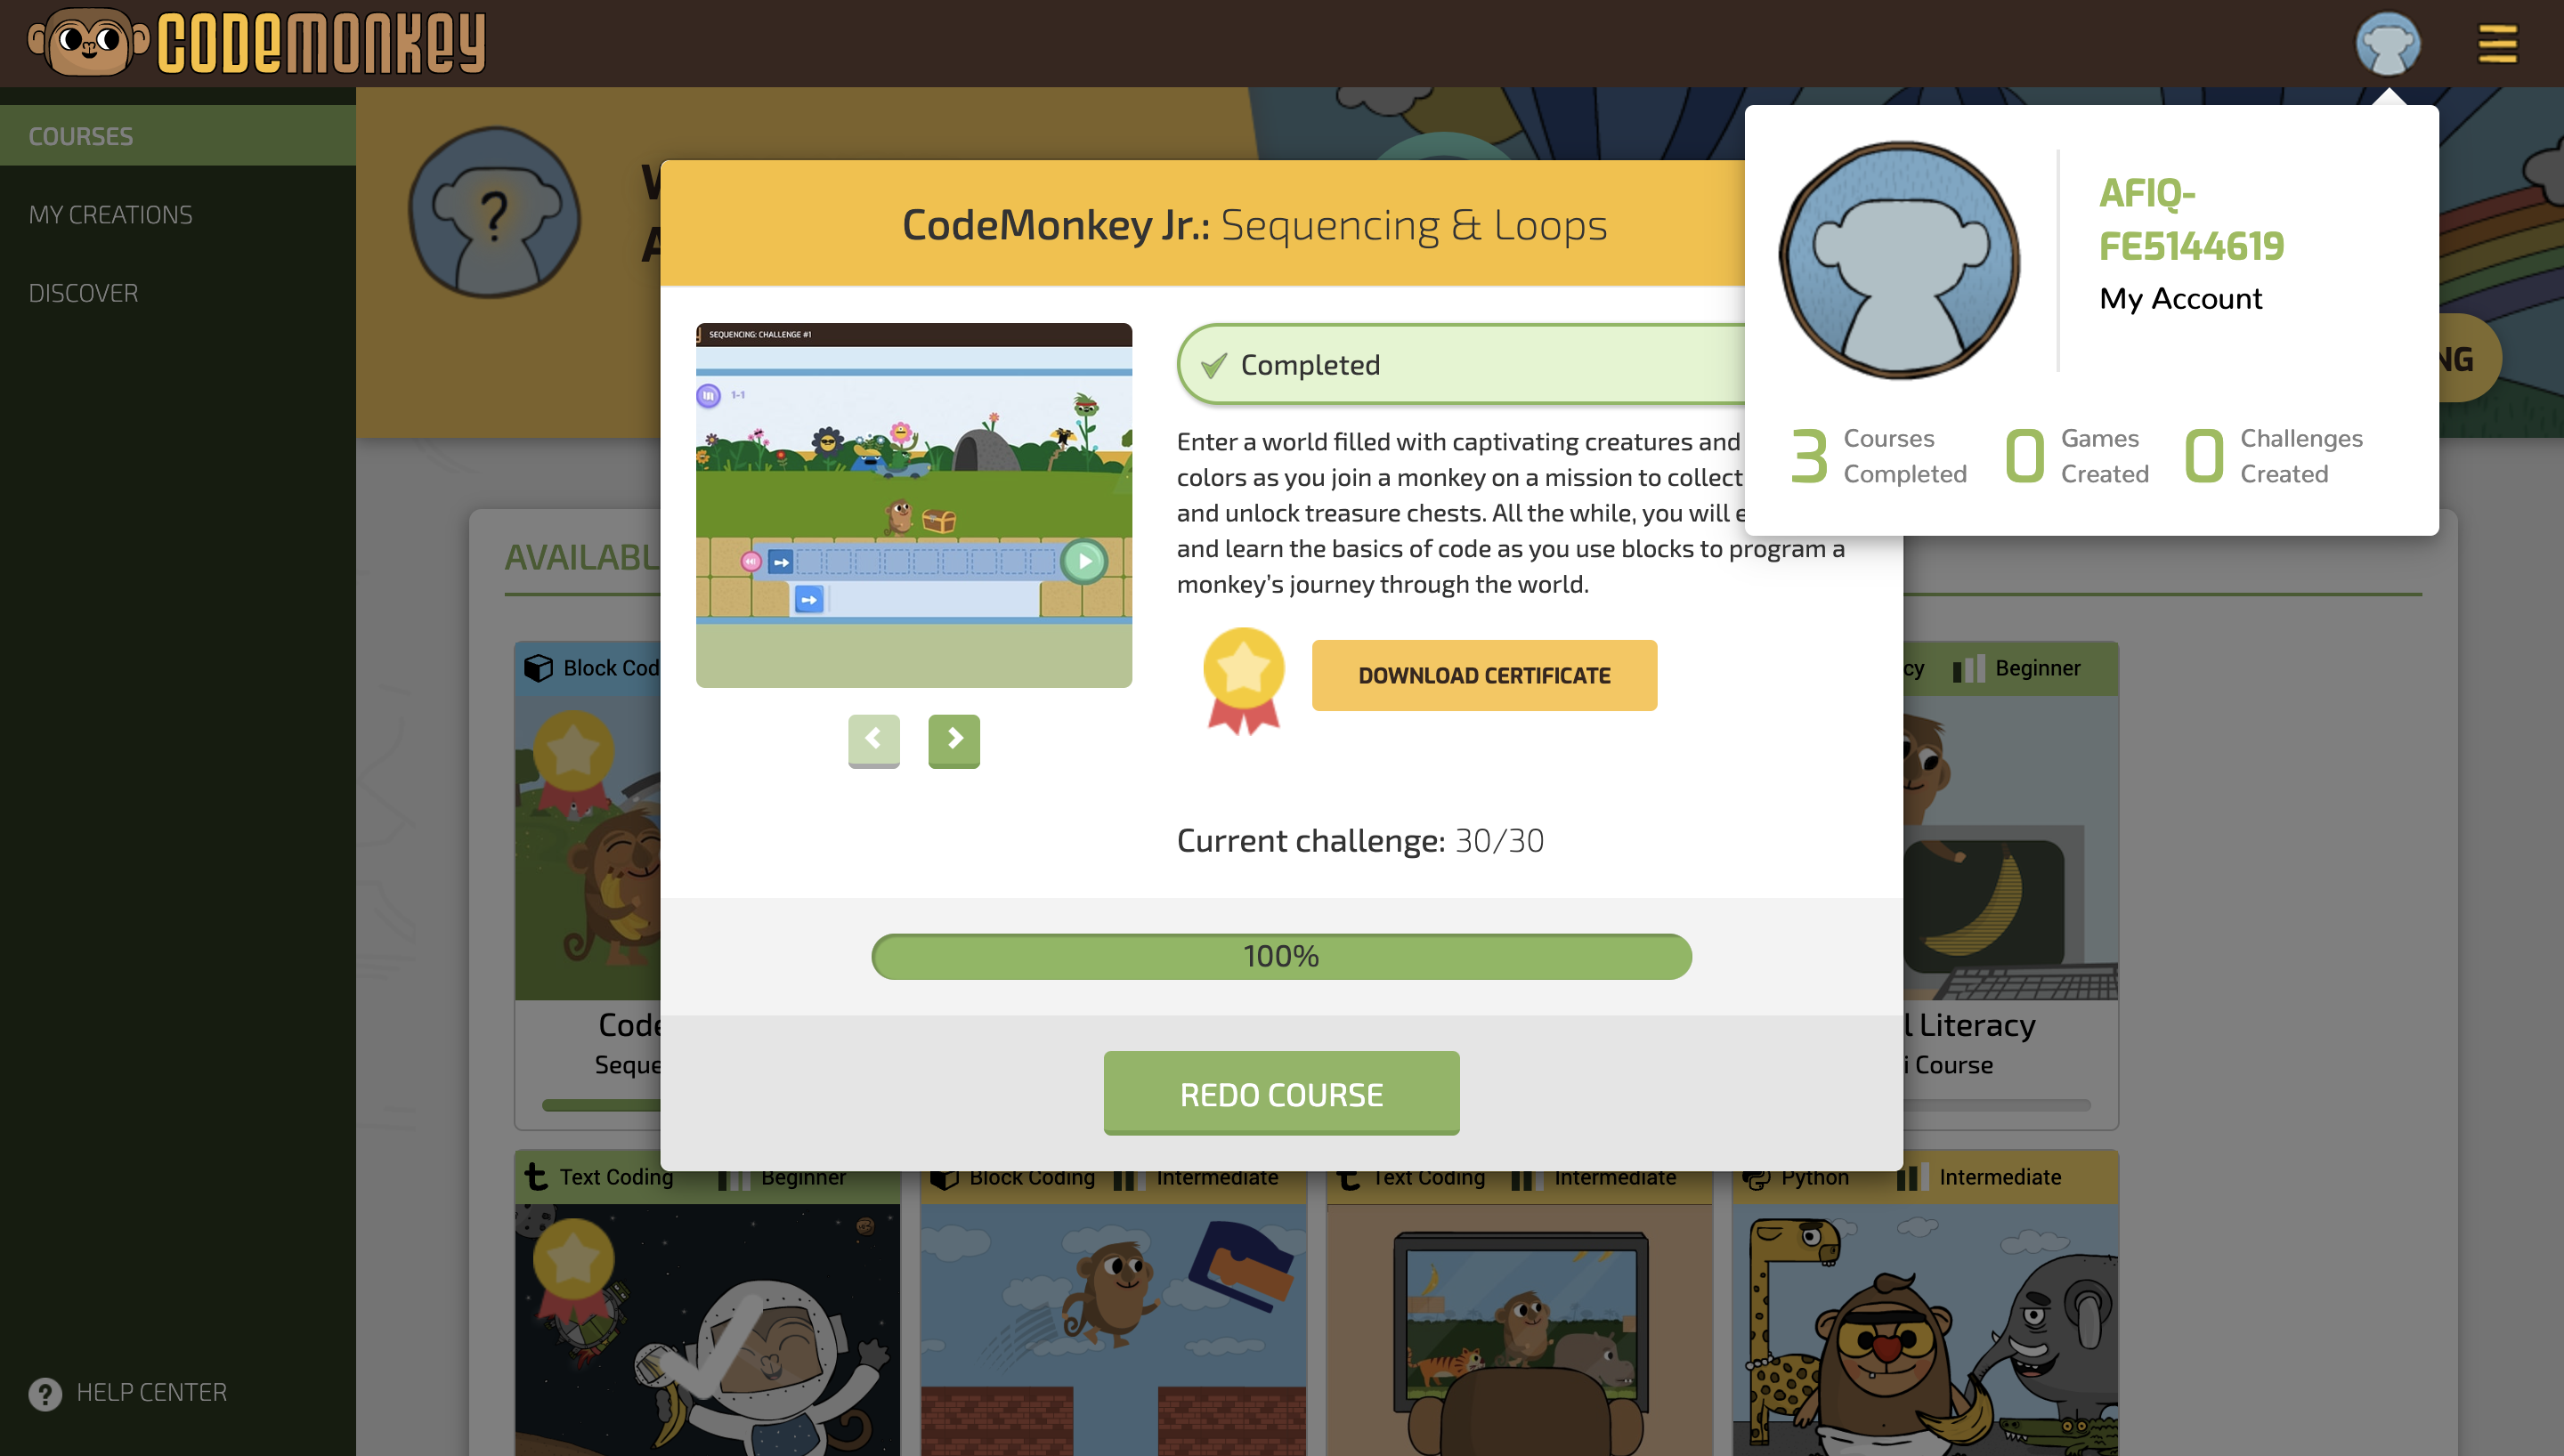 CODEMONKEY
COURSES
MY CREATIONS
DISCOVER
HELP CENTER
AFIQ-
FE5144619
My Account
3 Courses
Completed
0 Games
Created
0 Challenges
Created
CodeMonkey Jr.: Sequencing & Loops
SEQUENCING: CHALLENGE #1
1-1
Completed
Enter a world filled with captivating creatures and
colors as you join a monkey on a mission to collect
and unlock treasure chests. All the while, you will e
and learn the basics of code as you use blocks to program a
monkey's journey through the world.
DOWNLOAD CERTIFICATE
Current challenge: 30/30
100%
REDO COURSE
NG
AVAILABL
Block Cod
cy Beginner
Code
Seque
l Literacy
i Course
Text Coding Beginner
Block Coding Intermediate
Text Coding Intermediate
Python Intermediate